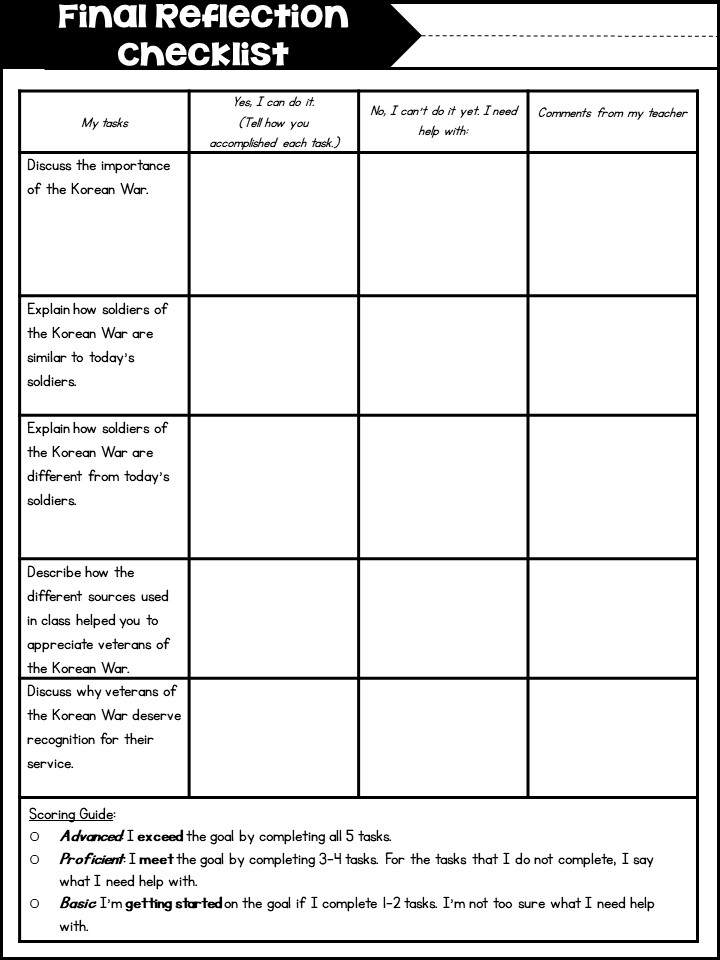 Final Reflection
Checklist
My tasks
Yes, I can do it.
(Tell how you
accomplished each task.)
No, I can't do it yet. I need
help with:
Comments from my teacher
Discuss the importance
of the Korean War.
Explain how soldiers of
the Korean War are
similar to today's
soldiers.
Explain how soldiers of
the Korean War are
different from today's
soldiers.
Describe how the
different sources used
in class helped you to
appreciate veterans of
the Korean War.
Discuss why veterans of
the Korean War deserve
recognition for their
service.
Scoring Guide:
O Advanced: I exceed the goal by completing all 5 tasks.
O Proficient: I meet the goal by completing 3-4 tasks. For the tasks that I do not complete, I say
what I need help with.
O Basic: I'm getting started on the goal if I complete 1-2 tasks. I'm not too sure what I need help
with.